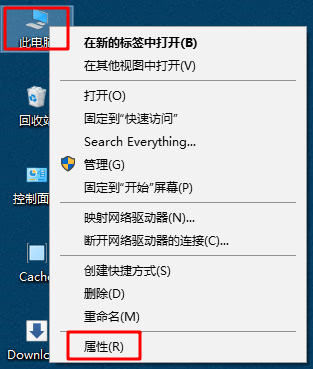 此电脑
在新的标签中打开(B)
在其他视图中打开(V)
打开(O)
固定到“快速访问”
回收站
Search Everything...
管理(G)
控制面
固定到“开始”屏幕(P)
映射网络驱动器(N)...
断开网络驱动器的连接(C)...
Cache
创建快捷方式(S)
删除(D)
重命名(M)
属性(R)
Downlo